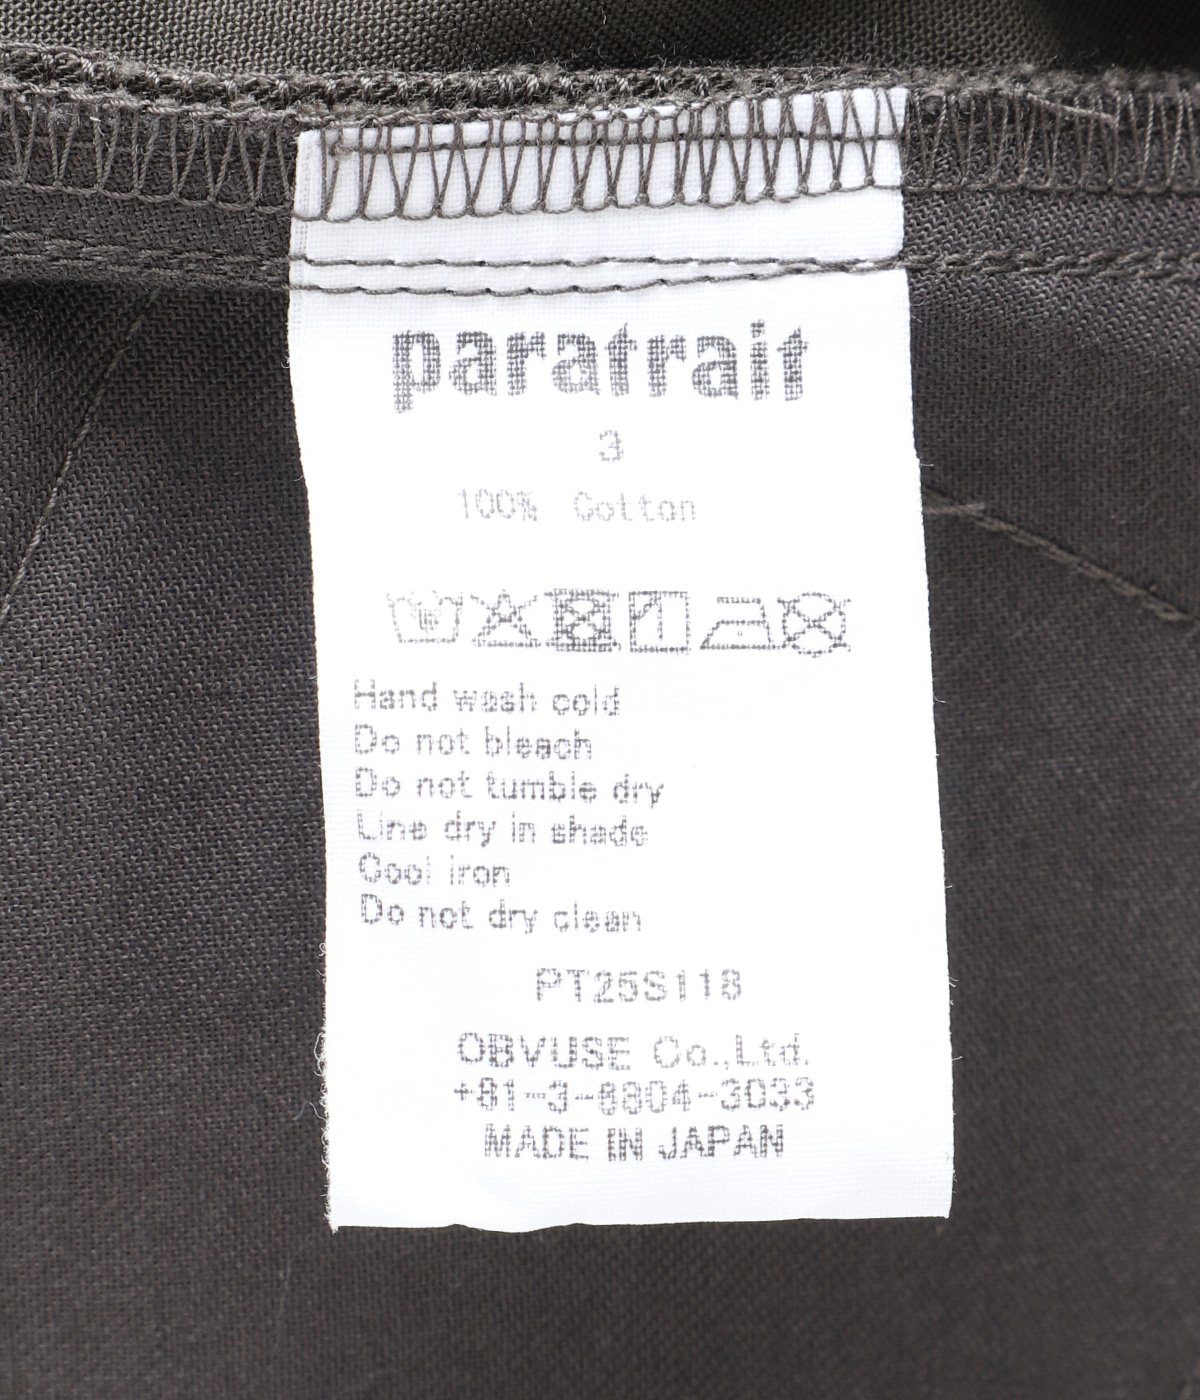 paratrait
3
100% Cotton
Hand wash cold
Do not bleach
Do not tumble dry
Line dry in shade
Cool iron
Do not dry clean
PT25S118
OBVUSE Co.,Ltd.
+81-3-6804-3033
MADE IN JAPAN